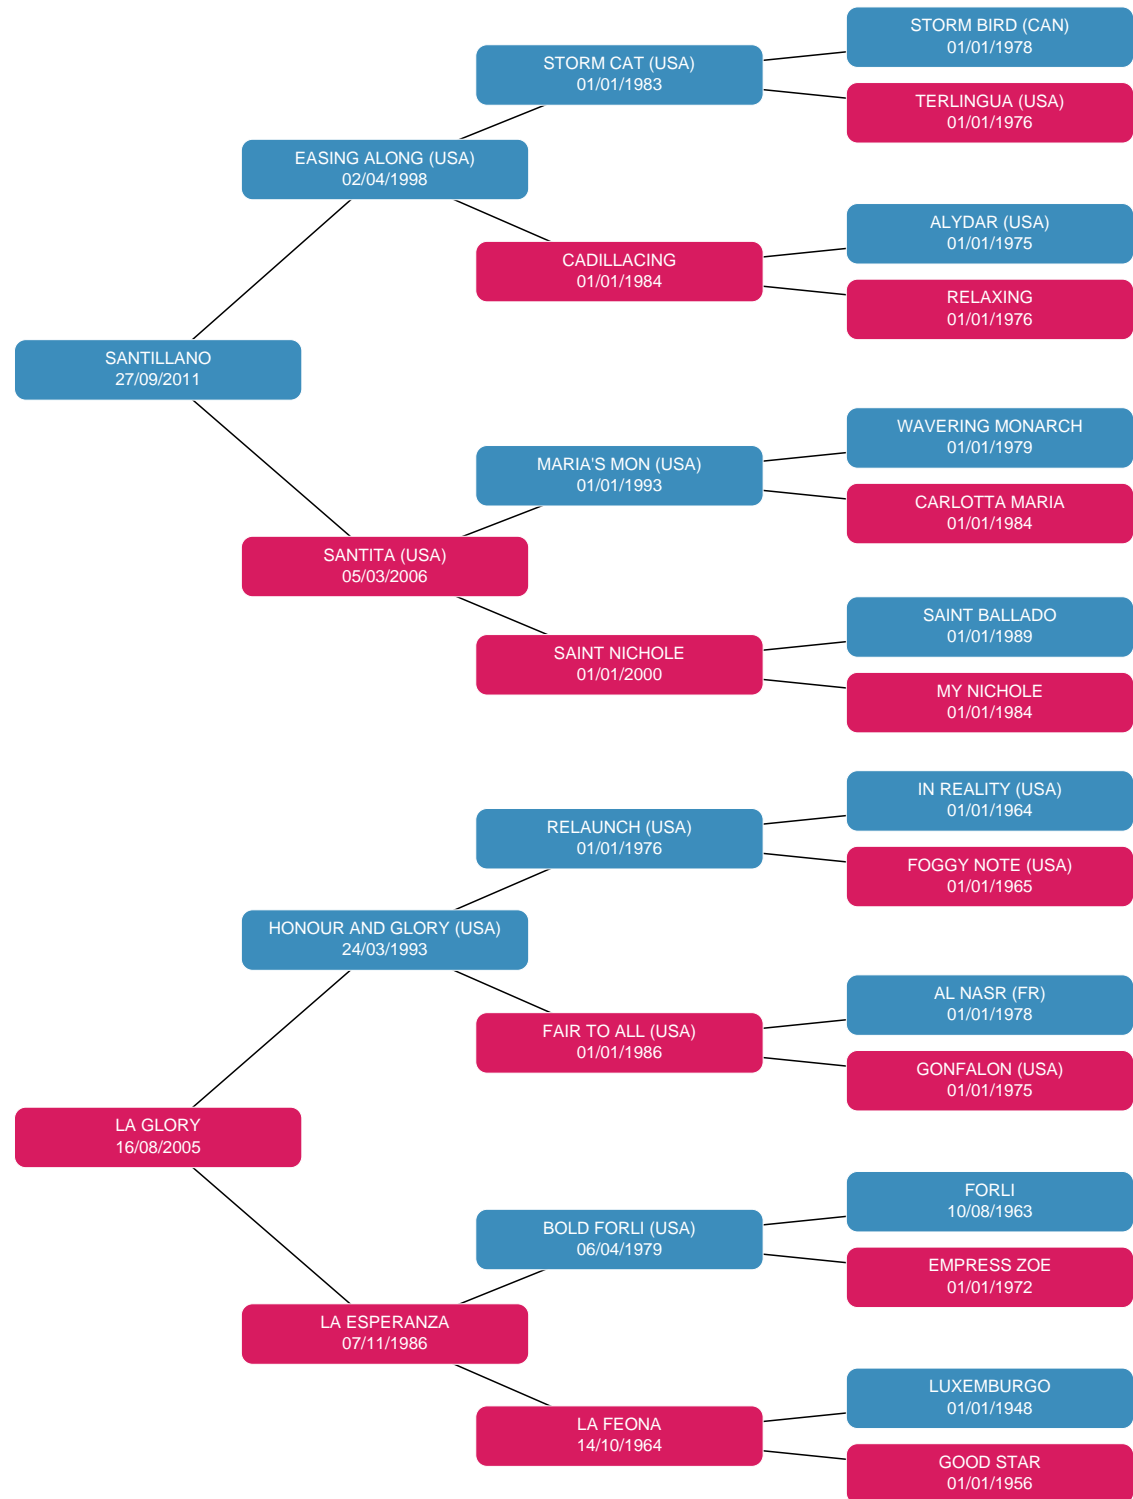 STORM BIRD (CAN)
01/01/1978
STORM CAT (USA)
01/01/1983
TERLINGUA (USA)
01/01/1976
EASING ALONG (USA)
02/04/1998
ALYDAR (USA)
01/01/1975
CADILLACING
01/01/1984
RELAXING
01/01/1976
SANTILLANO
27/09/2011
WAVERING MONARCH
01/01/1979
MARIA'S MON (USA)
01/01/1993
CARLOTTA MARIA
01/01/1984
SANTITA (USA)
05/03/2006
SAINT BALLADO
01/01/1989
SAINT NICHOLE
01/01/2000
MY NICHOLE
01/01/1984
IN REALITY (USA)
01/01/1964
RELAUNCH (USA)
01/01/1976
FOGGY NOTE (USA)
01/01/1965
HONOUR AND GLORY (USA)
24/03/1993
AL NASR (FR)
01/01/1978
FAIR TO ALL (USA)
01/01/1986
GONFALON (USA)
01/01/1975
LA GLORY
16/08/2005
FORLI
10/08/1963
BOLD FORLI (USA)
06/04/1979
EMPRESS ZOE
01/01/1972
LA ESPERANZA
07/11/1986
LUXEMBURGO
01/01/1948
LA FEONA
14/10/1964
GOOD STAR
01/01/1956